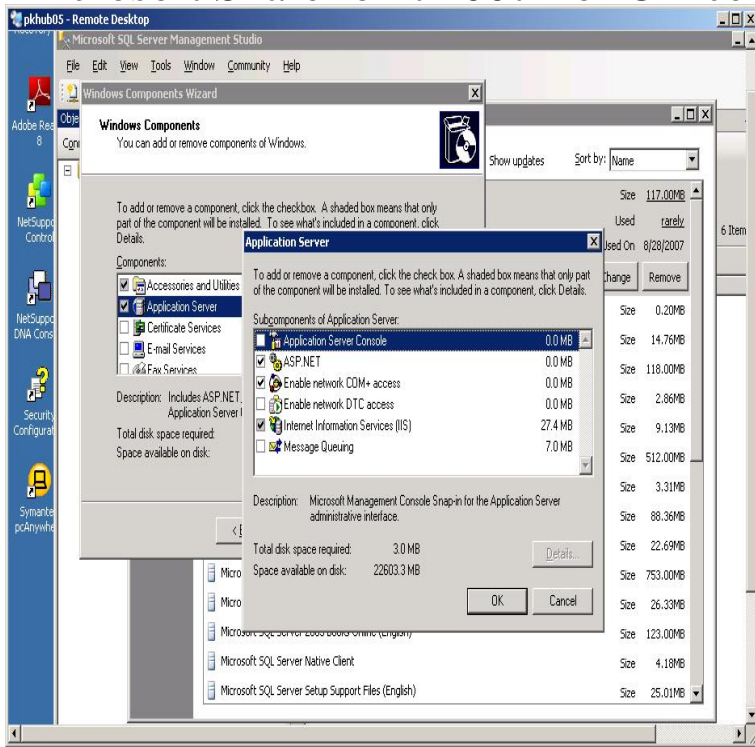 pkhub05 - Remote Desktop
Microsoft SQL Server Management Studio
File Edit View Tools Window Community Help
Adobe Rea
8
NetSuppo
Control
NetSuppo
DNA Cons
Security
Configurat
Symante
pcAnywhe
Obje
Con
Windows Components Wizard
Windows Components
You can add or remove components of Windows.
To add or remove a component, click the checkbox. A shaded box means that only
part of the component will be installed. To see what's included in a component, click
Details.
Components:
Accessories and Utilities
Application Server
Certificate Services
E-mail Services
Fax Services
Description: Includes ASP.NET,
Application Server
Total disk space required:
Space available on disk:
Application Server
To add or remove a component, click the check box. A shaded box means that only part
of the component will be installed. To see what's included in a component, click Details.
Subcomponents of Application Server:
Application Server Console 0.0 MB
ASP.NET 0.0 MB
Enable network COM+ access 0.0 MB
Enable network DTC access 0.0 MB
Internet Information Services (IIS) 27.4 MB
Message Queuing 7.0 MB
Description: Microsoft Management Console Snap-in for the Application Server
administrative interface.
Total disk space required: 3.0 MB
Space available on disk: 22603.3 MB
Details...
OK Cancel
Show updates Sort by: Name
Size 117.00MB
Used rarely
Used On 8/28/2007
Change Remove
6 Item
Size 0.20MB
Size 14.76MB
Size 118.00MB
Size 2.86MB
Size 9.13MB
Size 512.00MB
Size 3.31MB
Size 88.36MB
Size 22.69MB
Micro Size 753.00MB
Micro Size 26.33MB
Microsoft SQL Server 2005 Books Online (English) Size 123.00MB
Microsoft SQL Server Native Client Size 4.18MB
Microsoft SQL Server Setup Support Files (English) Size 25.01MB